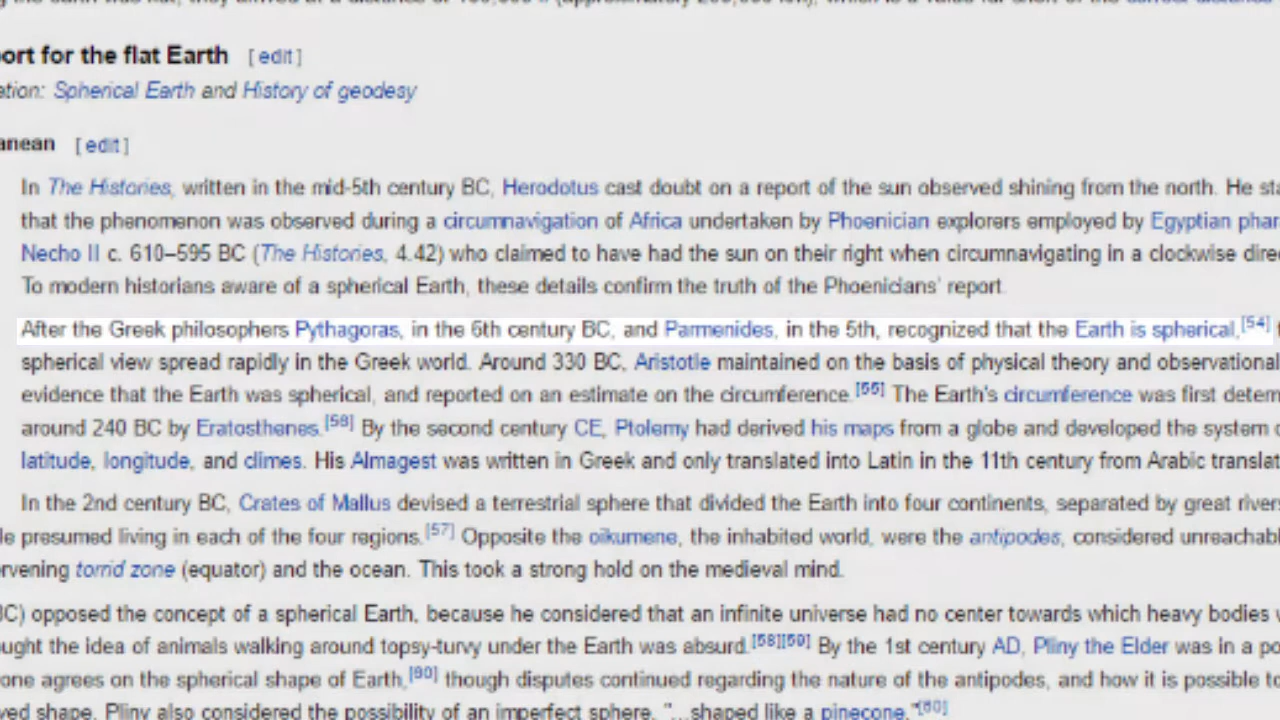 ort for the flat Earth [ edit ]
ation: Spherical Earth and History of geodesy
anean [ edit ]
In The Histories, written in the mid-5th century BC, Herodotus cast doubt on a report of the sun observed shining from the north. He sta
that the phenomenon was observed during a circumnavigation of Africa undertaken by Phoenician explorers employed by Egyptian phar
Necho II c. 610–595 BC (The Histories, 4.42) who claimed to have had the sun on their right when circumnavigating in a clockwise dire
To modern historians aware of a spherical Earth, these details confirm the truth of the Phoenicians' report.
After the Greek philosophers Pythagoras, in the 6th century BC, and Parmenides, in the 5th, recognized that the Earth is spherical,[54]
spherical view spread rapidly in the Greek world. Around 330 BC, Aristotle maintained on the basis of physical theory and observational
evidence that the Earth was spherical, and reported on an estimate on the circumference.[55] The Earth's circumference was first determ
around 240 BC by Eratosthenes.[56] By the second century CE, Ptolemy had derived his maps from a globe and developed the system o
latitude, longitude, and climes. His Almagest was written in Greek and only translated into Latin in the 11th century from Arabic translat
In the 2nd century BC, Crates of Mallus devised a terrestrial sphere that divided the Earth into four continents, separated by great rivers
le presumed living in each of the four regions.[57] Opposite the oikumene, the inhabited world, were the antipodes, considered unreachabl
rvening torrid zone (equator) and the ocean. This took a strong hold on the medieval mind.
BC) opposed the concept of a spherical Earth, because he considered that an infinite universe had no center towards which heavy bodies
ught the idea of animals walking around topsy-turvy under the Earth was absurd.[58][59] By the 1st century AD, Pliny the Elder was in a po
one agrees on the spherical shape of Earth,[60] though disputes continued regarding the nature of the antipodes, and how it is possible to
ved shape. Pliny also considered the possibility of an imperfect sphere, "...shaped like a pinecone."[60]